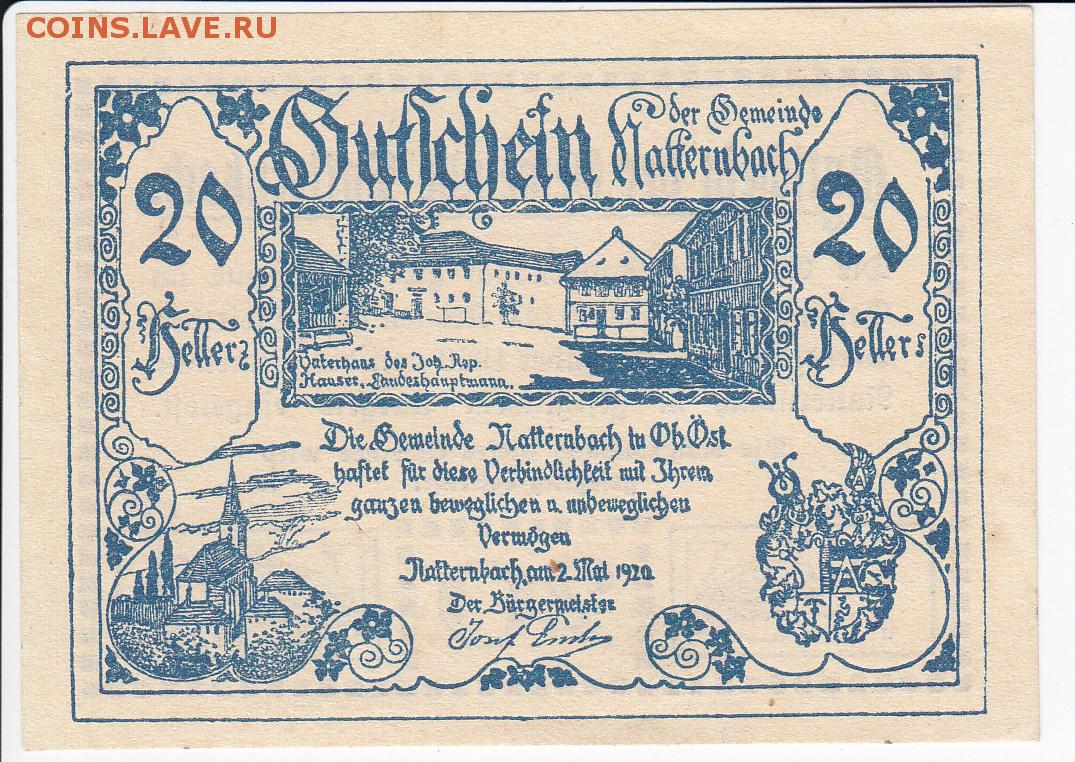 COINS.LAVE.RU
Gutschein
der Gemeinde
Natternbach
20
Heller
20
Heller
Vaterhaus des Joh. Nep.
Hauser, Landeshauptmann.
Die Gemeinde Natternbach in Ob. Öst.
haftet für diese Verbindlichkeit mit Ihrem
ganzen beweglichen u. unbeweglichen
Vermögen
Natternbach, am 2. Mai 1920
Der Bürgermeister
Josef